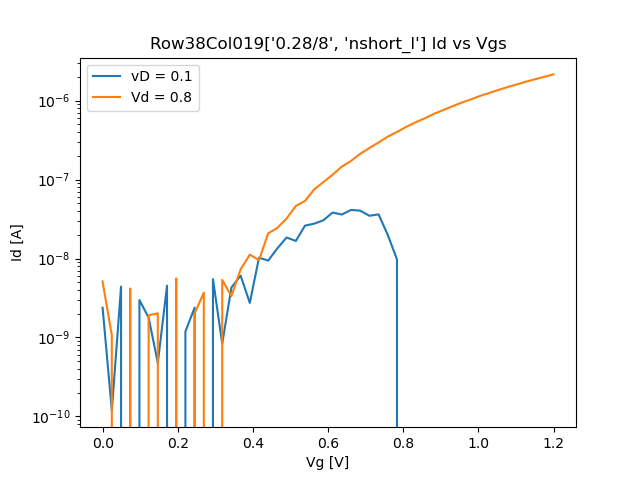 Row38Col019['0.28/8', 'nshort_l'] Id vs Vgs
vD = 0.1
Vd = 0.8
Id [A]
10⁻⁶
10⁻⁷
10⁻⁸
10⁻⁹
10⁻¹⁰
0.0 0.2 0.4 0.6 0.8 1.0 1.2
Vg [V]